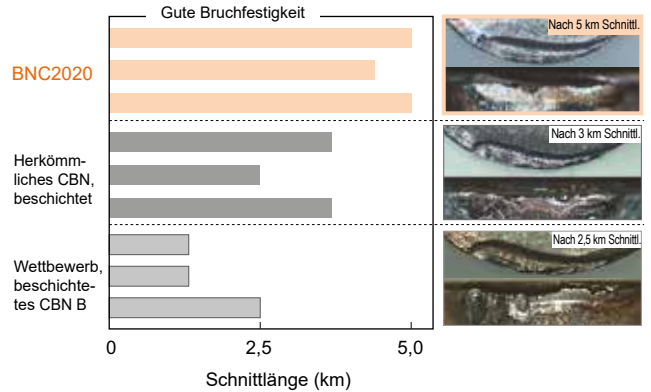 Gute Bruchfestigkeit
BNC2020
Herkömm-
liches CBN,
beschichtet
Wettbewerb,
beschichte-
tes CBN B
0
2,5
5,0
Schnittlänge (km)
Nach 5 km Schnittl.
Nach 3 km Schnittl.
Nach 2,5 km Schnittl.